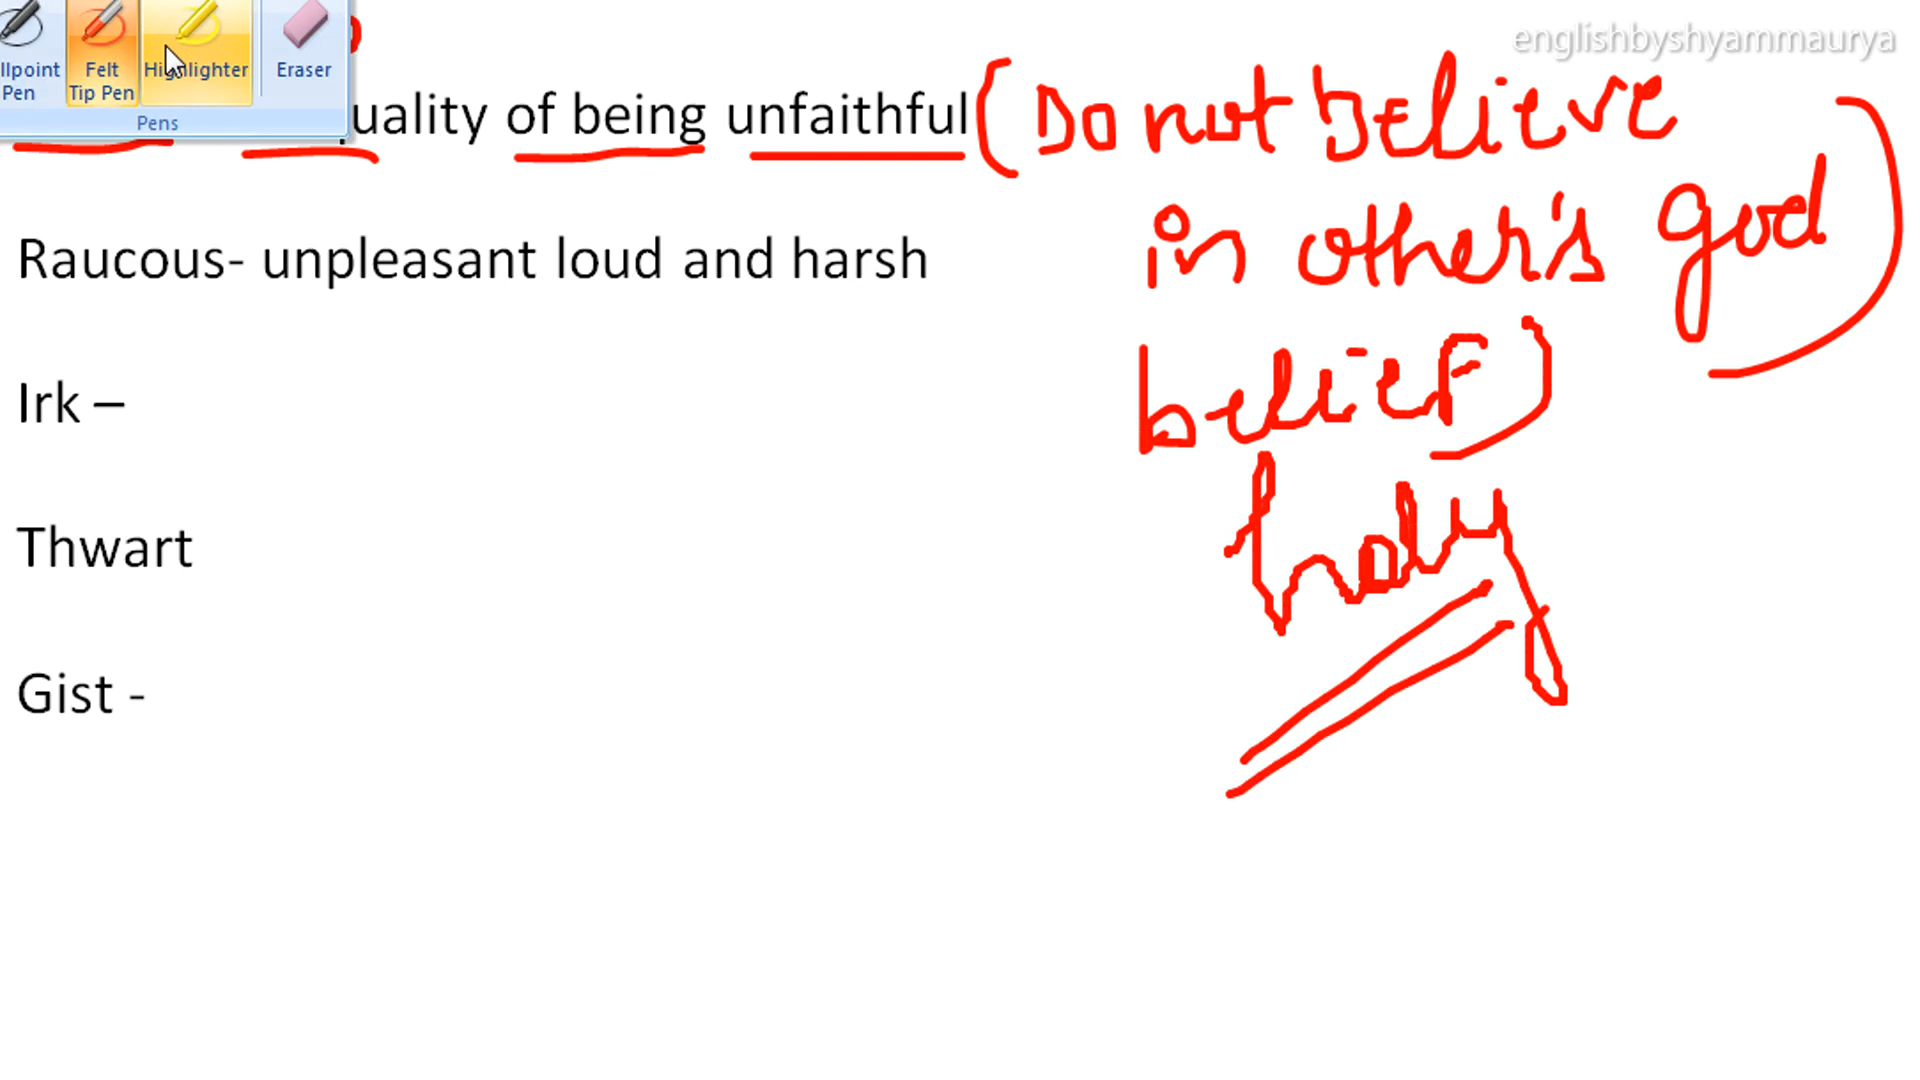 englishbyshyammaurya
llpoint Pen
Felt Tip Pen
Highlighter
Eraser
Pens
uality of being unfaithful (Do not believe
in other's god)
belief)
holy
Raucous- unpleasant loud and harsh
Irk –
Thwart
Gist -